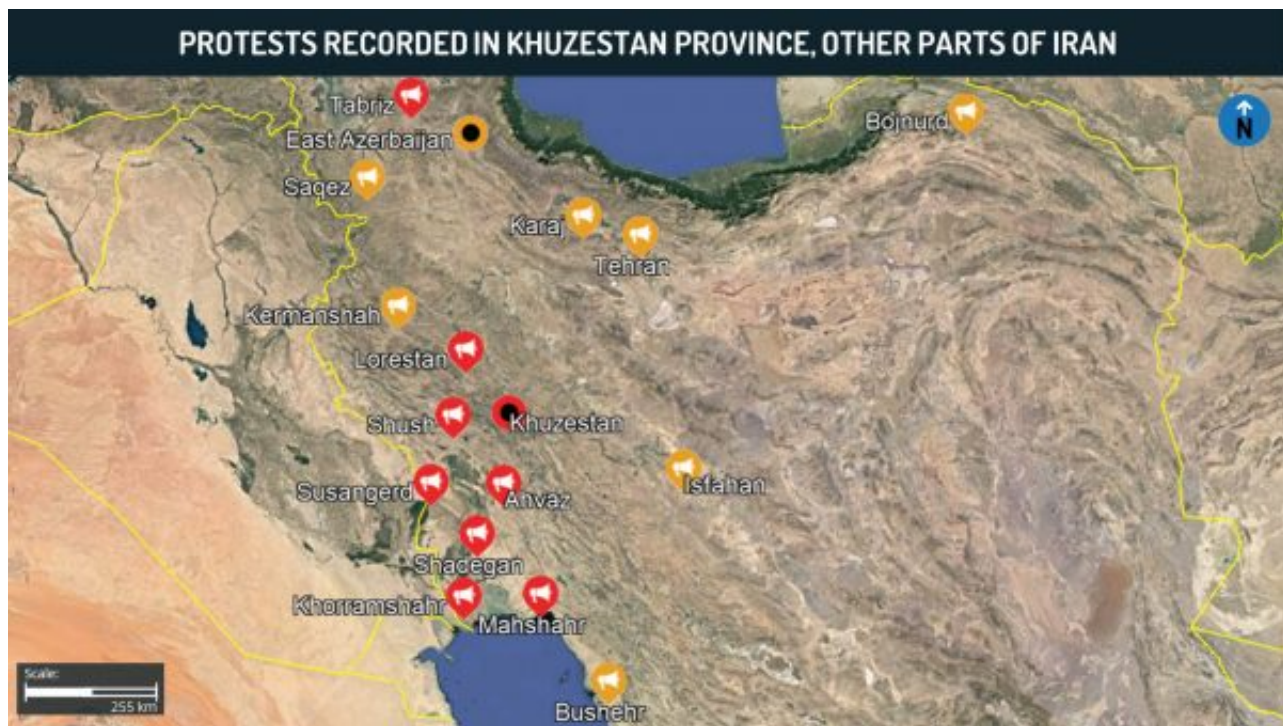 PROTESTS RECORDED IN KHUZESTAN PROVINCE, OTHER PARTS OF IRAN
Tabriz
Bojnurd
N
East Azerbaijan
Saqez
Karaj
Tehran
Kermanshah
Lorestan
Shush
Khuzestan
Susangerd
Ahvaz
Isfahan
Shadegan
Khorramshahr
Mahshahr
Scale:
255 km
Bushehr